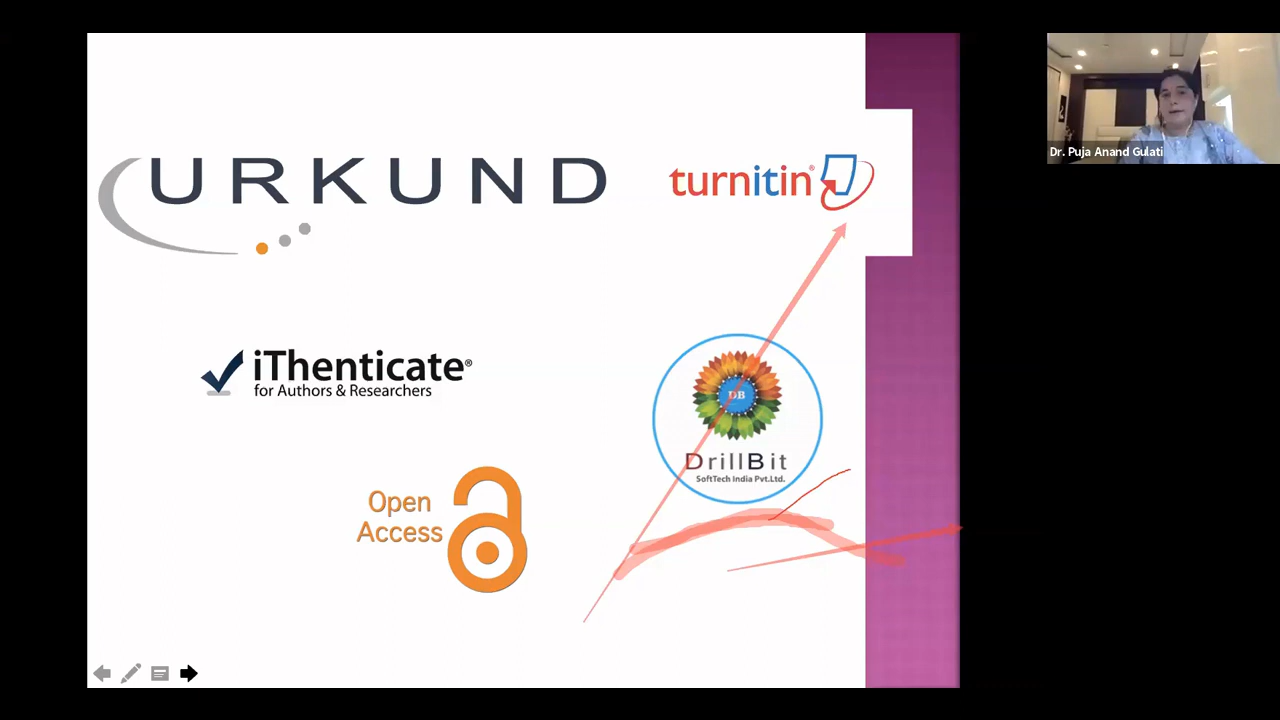 URKUND
turnitin®
iThenticate®
for Authors & Researchers
DB
DrillBit
SoftTech India Pvt.Ltd.
Open
Access
Dr. Puja Anand Gulati